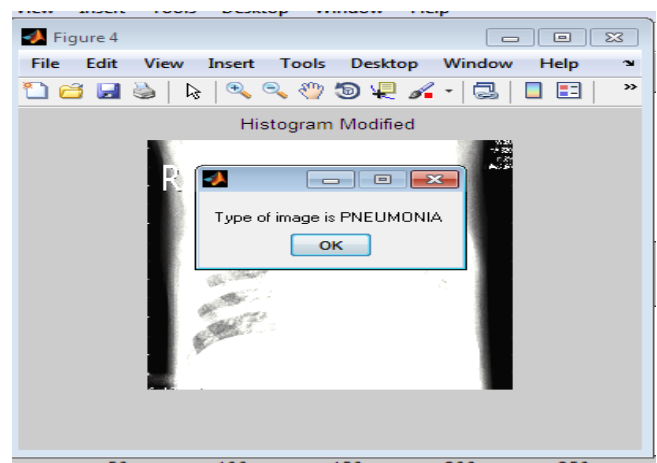 Figure 4
File Edit View Insert Tools Desktop Window Help
Histogram Modified
R
Type of image is PNEUMONIA
OK